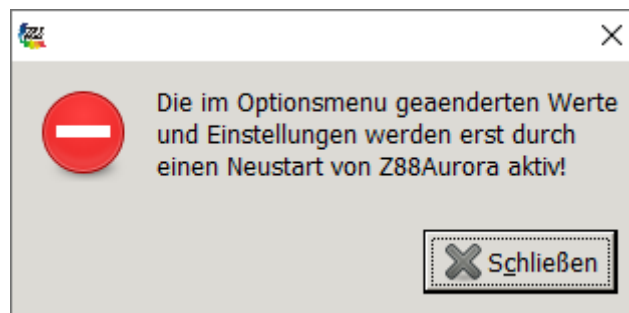 Die im Optionsmenu geaenderten Werte
und Einstellungen werden erst durch
einen Neustart von Z88Aurora aktiv!
Schließen